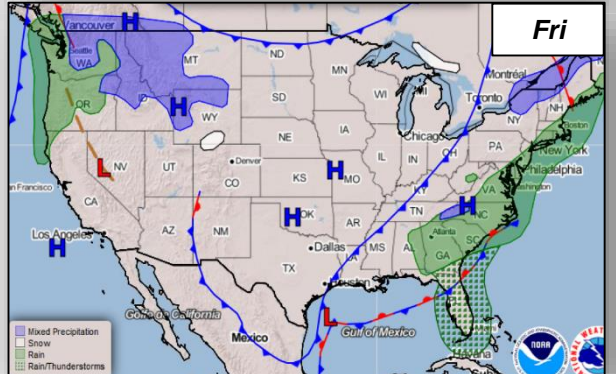 Fri
H
Vancouver
Seattle
WA
MT
ND
MN
Montréal
OR
ID
H
WY
SD
WI
MI
Toronto
NY
NH
Boston
New York
Philadelphia
Washington
L
NV
UT
Denver
CO
NE
IA
Chicago
IL
IN
OH
PA
KS
H
MO
KY
VA
n Francisco
CA
H
OK
AR
TN
H
NC
Los Angeles
H
AZ
NM
Dallas
MS
AL
Atlanta
GA
SC
TX
LA
Houston
L
Golfo de California
Mexico
Gulf of Mexico
Havana
Mixed Precipitation
Snow
Rain
Rain/Thunderstorms
NOAA